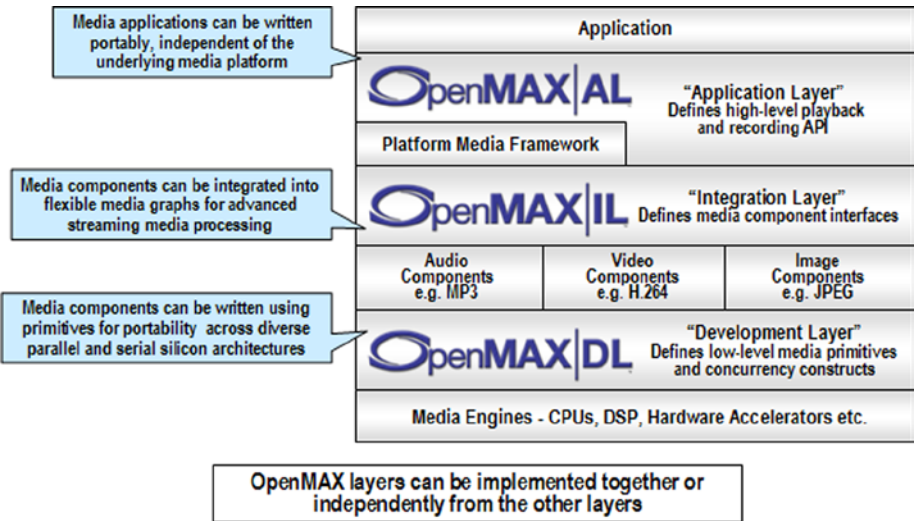 Media applications can be written
portably, independent of the
underlying media platform
Application
OpenMAX|AL
“Application Layer”
Defines high-level playback
and recording API
Platform Media Framework
Media components can be integrated into
flexible media graphs for advanced
streaming media processing
OpenMAX|IL
“Integration Layer”
Defines media component interfaces
Audio
Components
e.g. MP3
Video
Components
e.g. H.264
Image
Components
e.g. JPEG
Media components can be written using
primitives for portability across diverse
parallel and serial silicon architectures
OpenMAX|DL
“Development Layer”
Defines low-level media primitives
and concurrency constructs
Media Engines - CPUs, DSP, Hardware Accelerators etc.
OpenMAX layers can be implemented together or
independently from the other layers